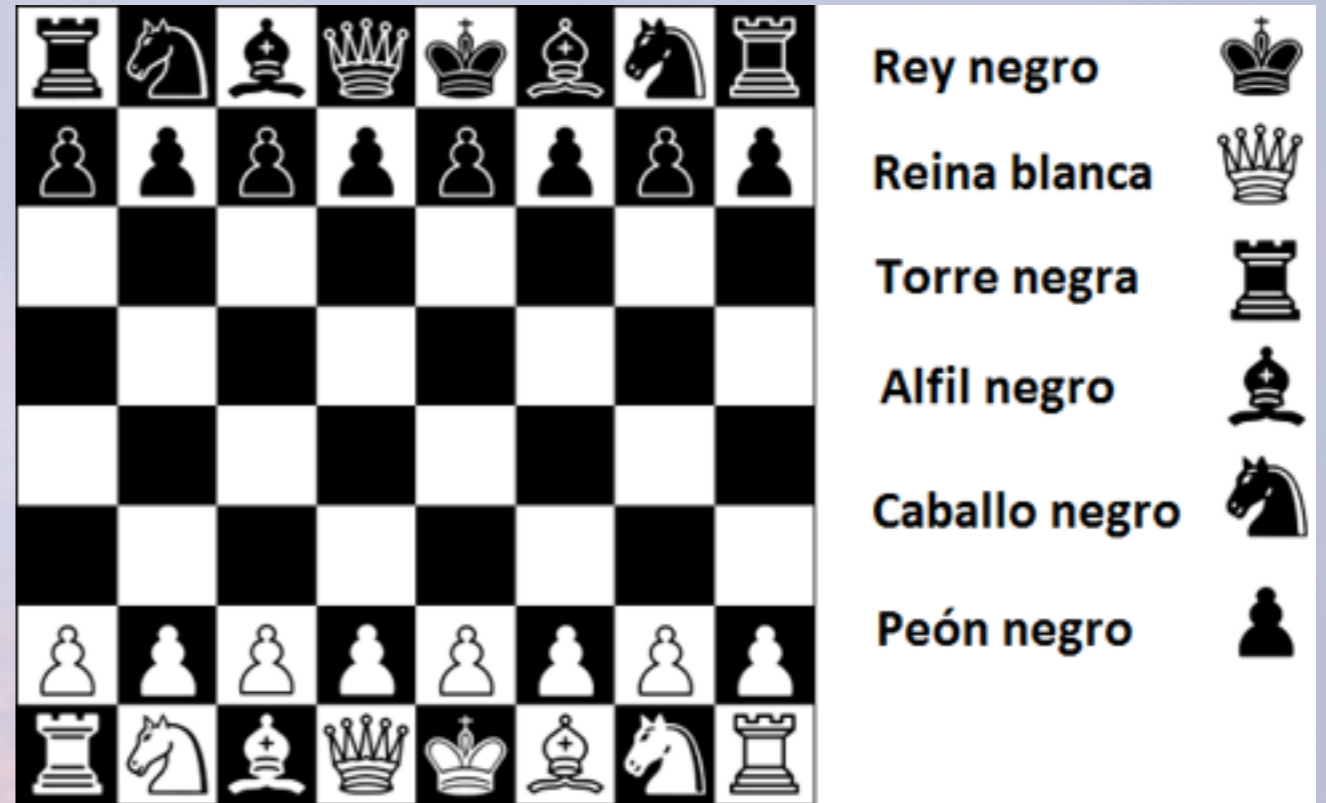 Rey negro
Reina blanca
Torre negra
Alfil negro
Caballo negro
Peón negro